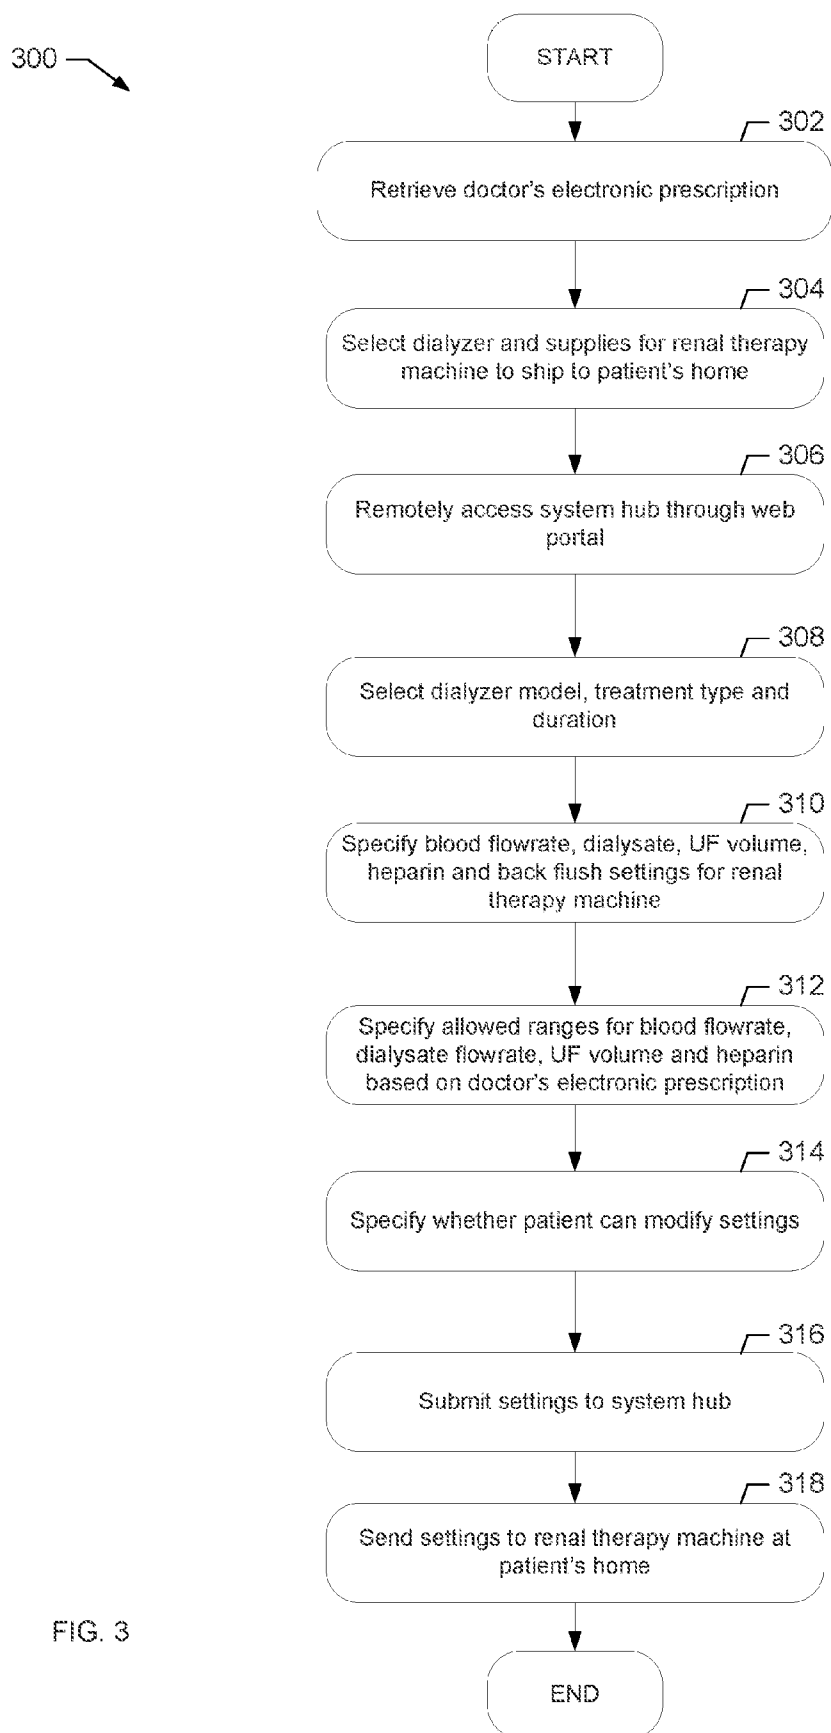 300
START
302
Retrieve doctor's electronic prescription
304
Select dialyzer and supplies for renal therapy
machine to ship to patient's home
306
Remotely access system hub through web
portal
308
Select dialyzer model, treatment type and
duration
310
Specify blood flowrate, dialysate, UF volume,
heparin and back flush settings for renal
therapy machine
312
Specify allowed ranges for blood flowrate,
dialysate flowrate, UF volume and heparin
based on doctor's electronic prescription
314
Specify whether patient can modify settings
316
Submit settings to system hub
318
Send settings to renal therapy machine at
patient's home
FIG. 3
END